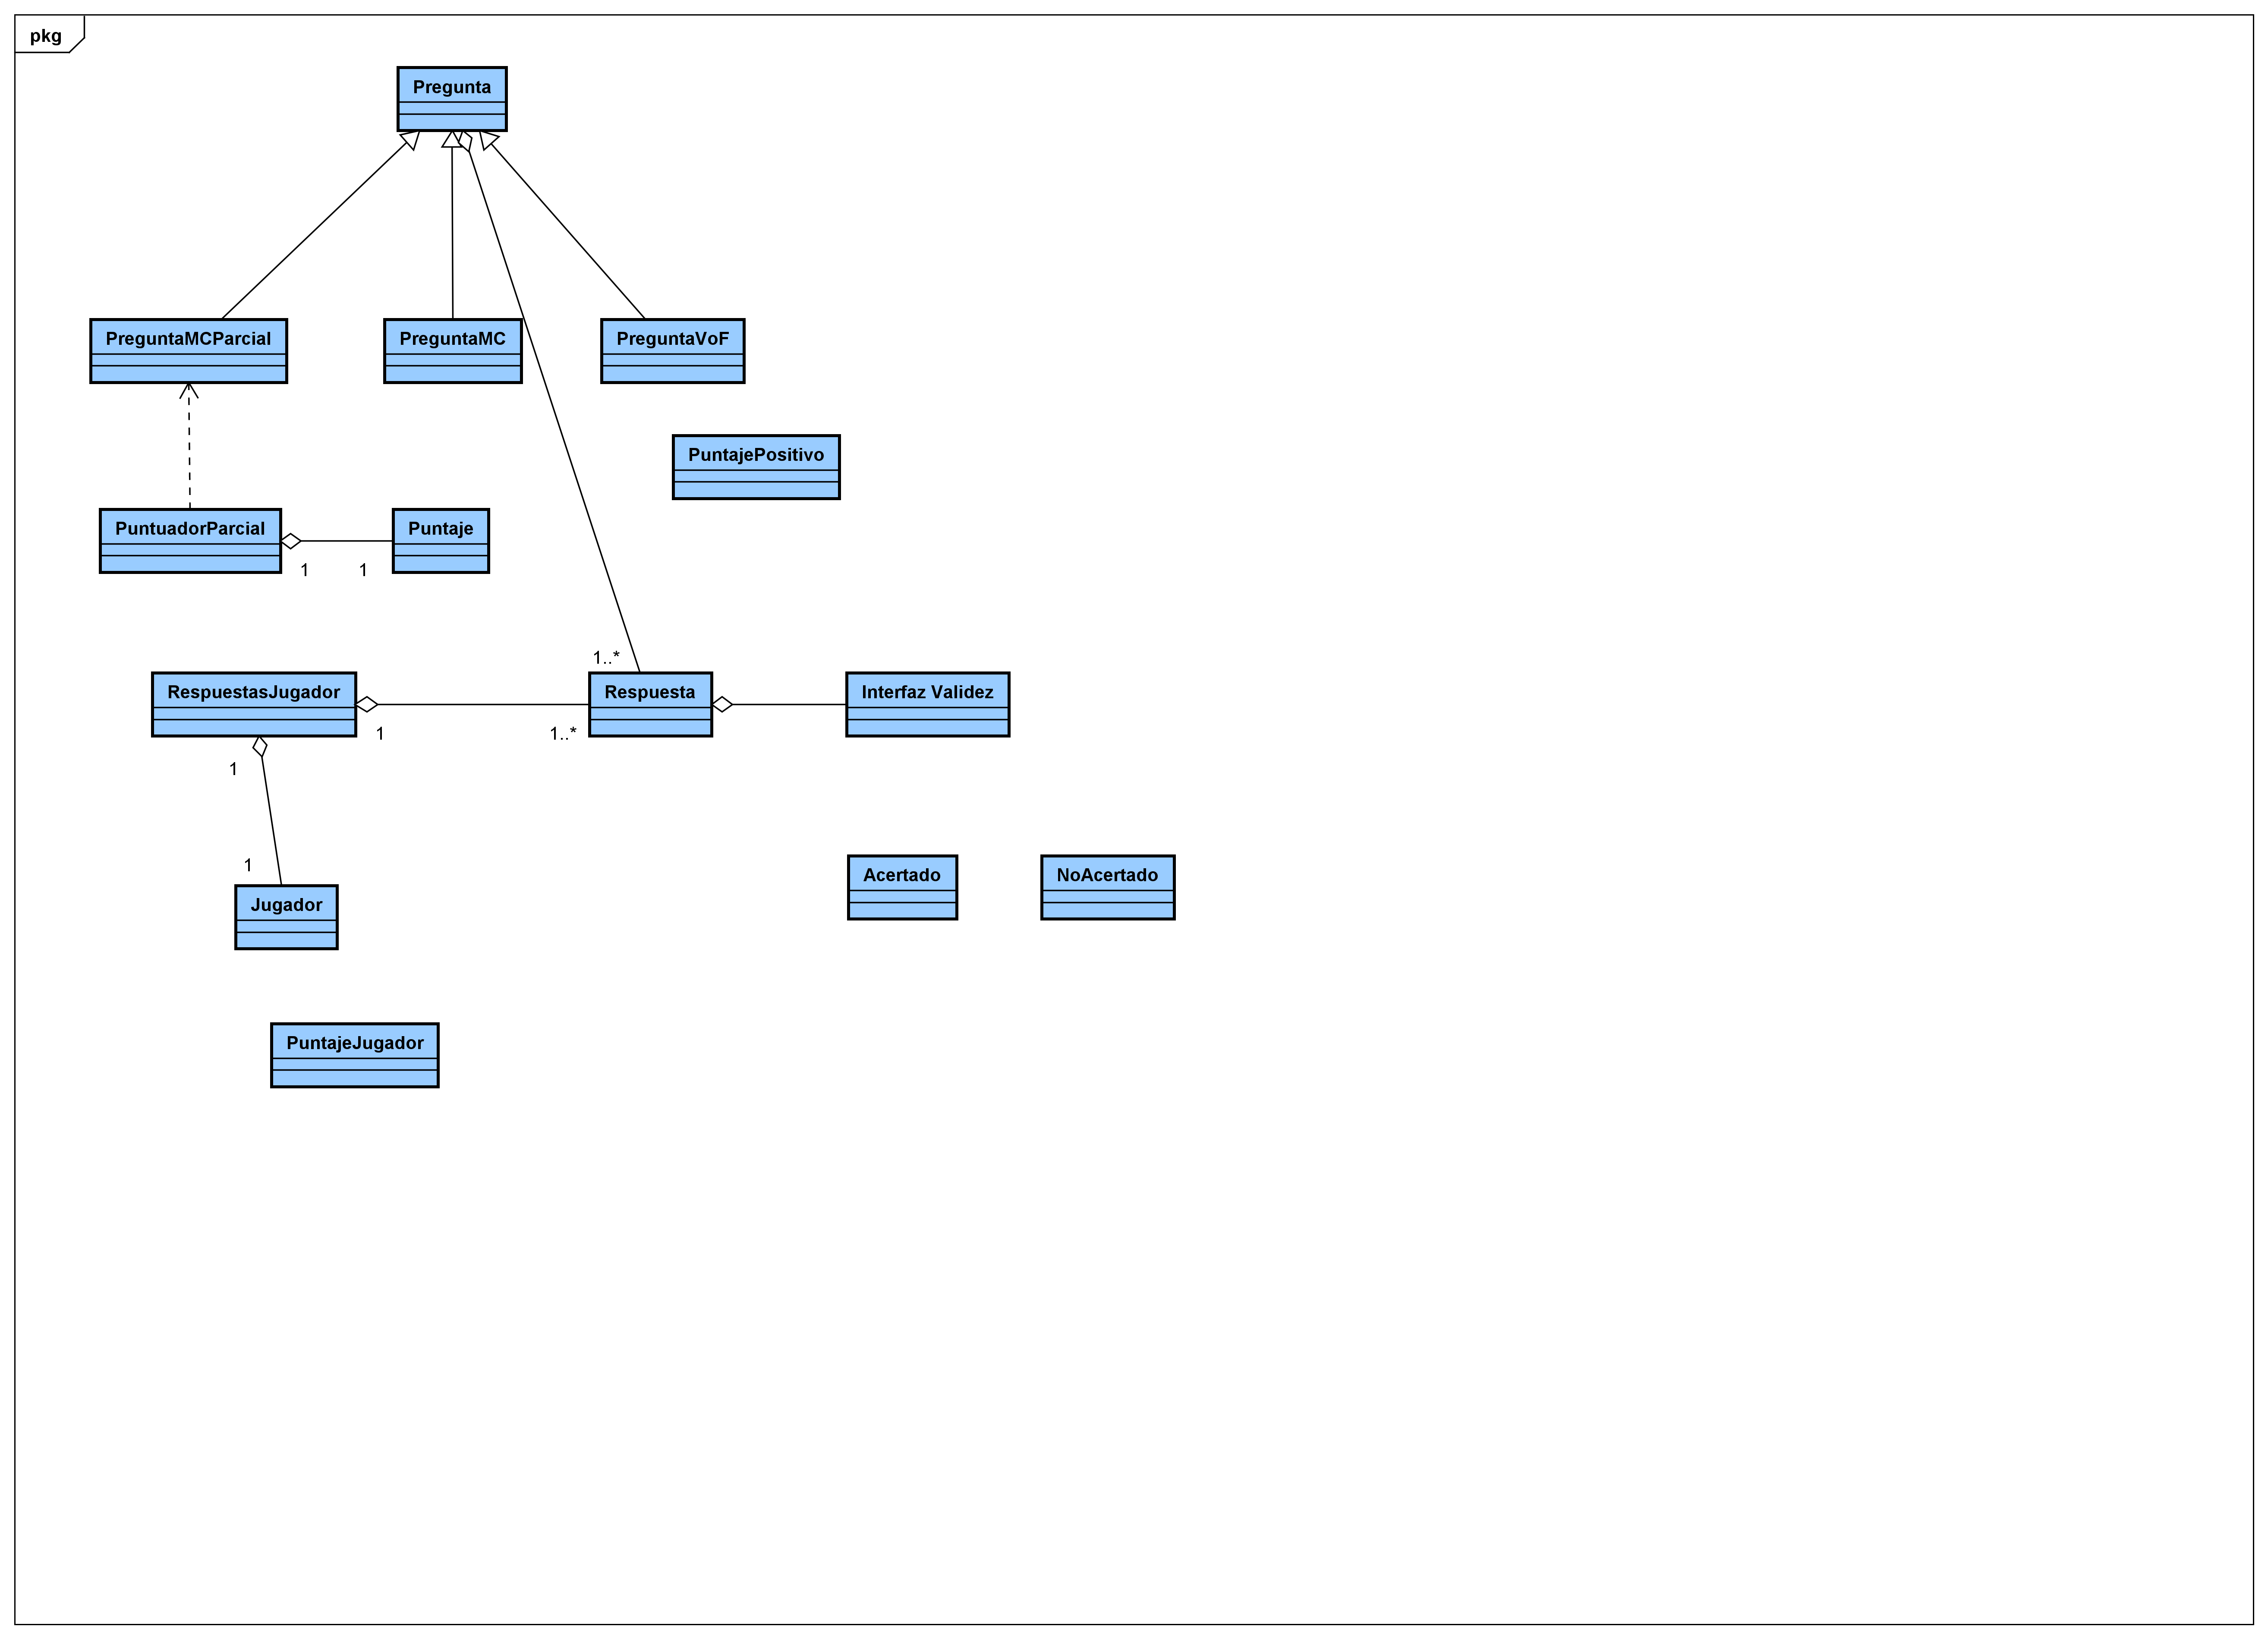 pkg
Pregunta
PreguntaMCParcial
PreguntaMC
PreguntaVoF
PuntajePositivo
PuntuadorParcial
Puntaje
1
1
1..*
RespuestasJugador
Respuesta
Interfaz Validez
1
1..*
1
1
Acertado
NoAcertado
Jugador
PuntajeJugador